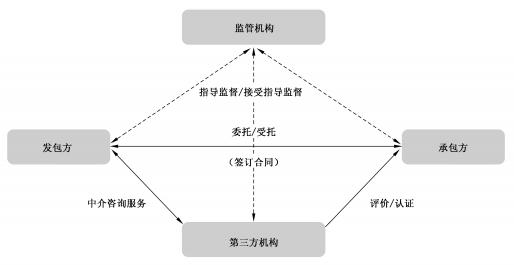 监管机构
指导监督/接受指导监督
委托/受托
发包方
承包方
（签订合同）
中介咨询服务
评价/认证
第三方机构